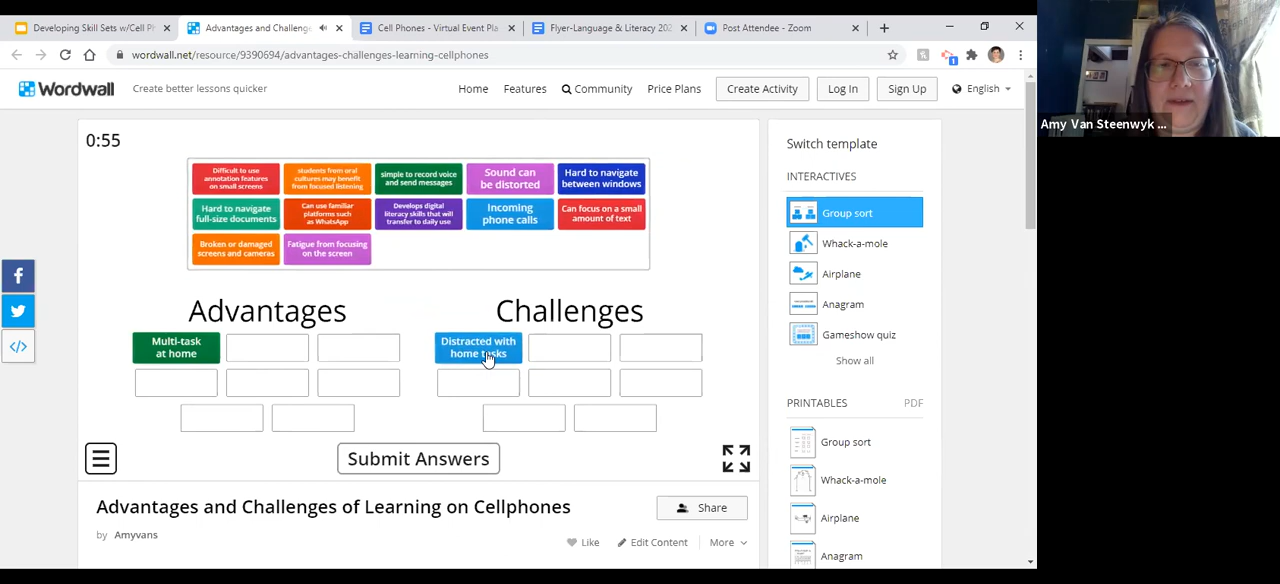 Developing Skill Sets w/Cell Ph
Advantages and Challenge
Cell Phones - Virtual Event Pla
Flyer-Language & Literacy 202
Post Attendee - Zoom
wordwall.net/resource/9390694/advantages-challenges-learning-cellphones
1
Wordwall
Create better lessons quicker
Home
Features
Community
Price Plans
Create Activity
Log In
Sign Up
English
Amy Van Steenwyk ...
0:55
Difficult to use
annotation features
on small screens
students from oral
cultures may benefit
from focused listening
simple to record voice
and send messages
Sound can
be distorted
Hard to navigate
between windows
Hard to navigate
full-size documents
Can use familiar
platforms such
as WhatsApp
Develops digital
literacy skills that will
transfer to daily use
Incoming
phone calls
Can focus on a small
amount of text
Broken or damaged
screens and cameras
Fatigue from focusing
on the screen
Advantages
Challenges
Multi-task
at home
Distracted with
home tasks
Submit Answers
Advantages and Challenges of Learning on Cellphones
by Amyvans
Share
Like
Edit Content
More
Switch template
INTERACTIVES
Group sort
Whack-a-mole
Airplane
Anagram
Gameshow quiz
Show all
PRINTABLES
PDF
Group sort
Whack-a-mole
Airplane
Anagram